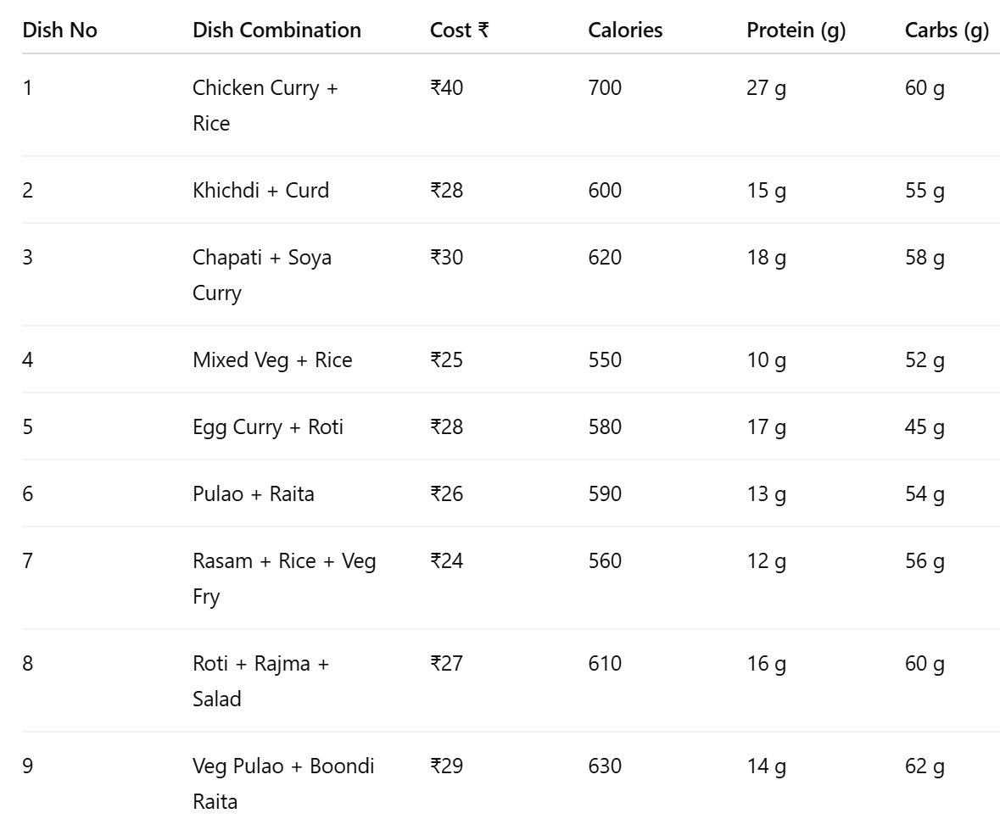 Dish No Dish Combination Cost ₹ Calories Protein (g) Carbs (g)
1 Chicken Curry + ₹40 700 27 g 60 g
Rice
2 Khichdi + Curd ₹28 600 15 g 55 g
3 Chapati + Soya ₹30 620 18 g 58 g
Curry
4 Mixed Veg + Rice ₹25 550 10 g 52 g
5 Egg Curry + Roti ₹28 580 17 g 45 g
6 Pulao + Raita ₹26 590 13 g 54 g
7 Rasam + Rice + Veg ₹24 560 12 g 56 g
Fry
8 Roti + Rajma + ₹27 610 16 g 60 g
Salad
9 Veg Pulao + Boondi ₹29 630 14 g 62 g
Raita